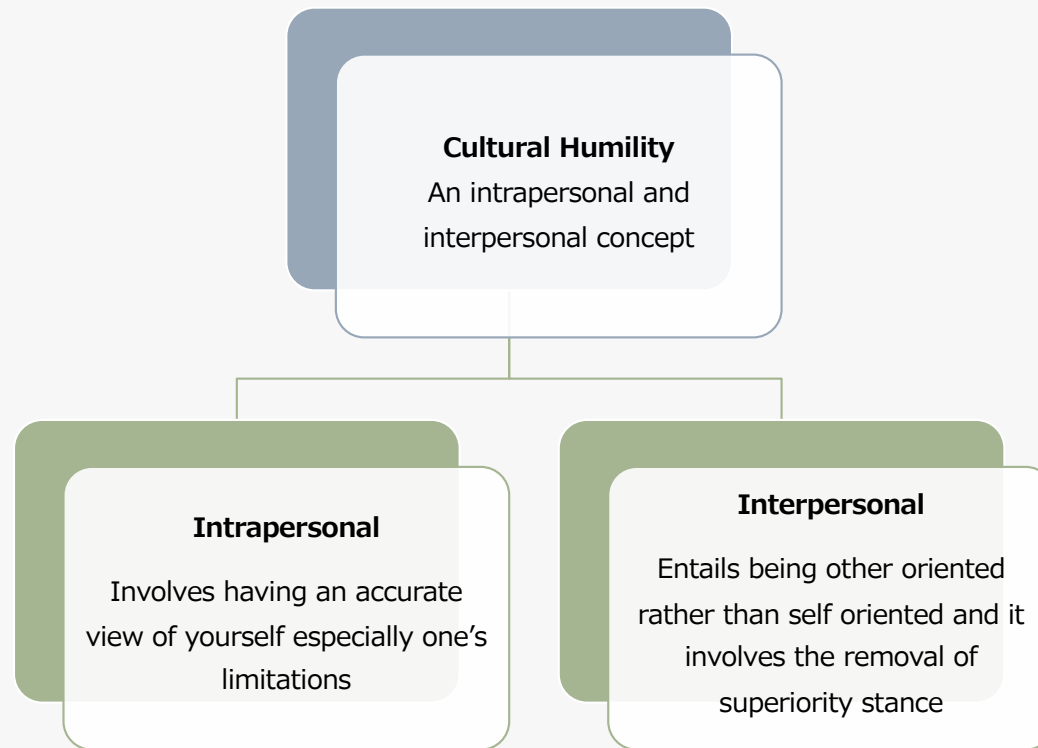 Cultural Humility
An intrapersonal and
interpersonal concept
Intrapersonal
Involves having an accurate
view of yourself especially one’s
limitations
Interpersonal
Entails being other oriented
rather than self oriented and it
involves the removal of
superiority stance